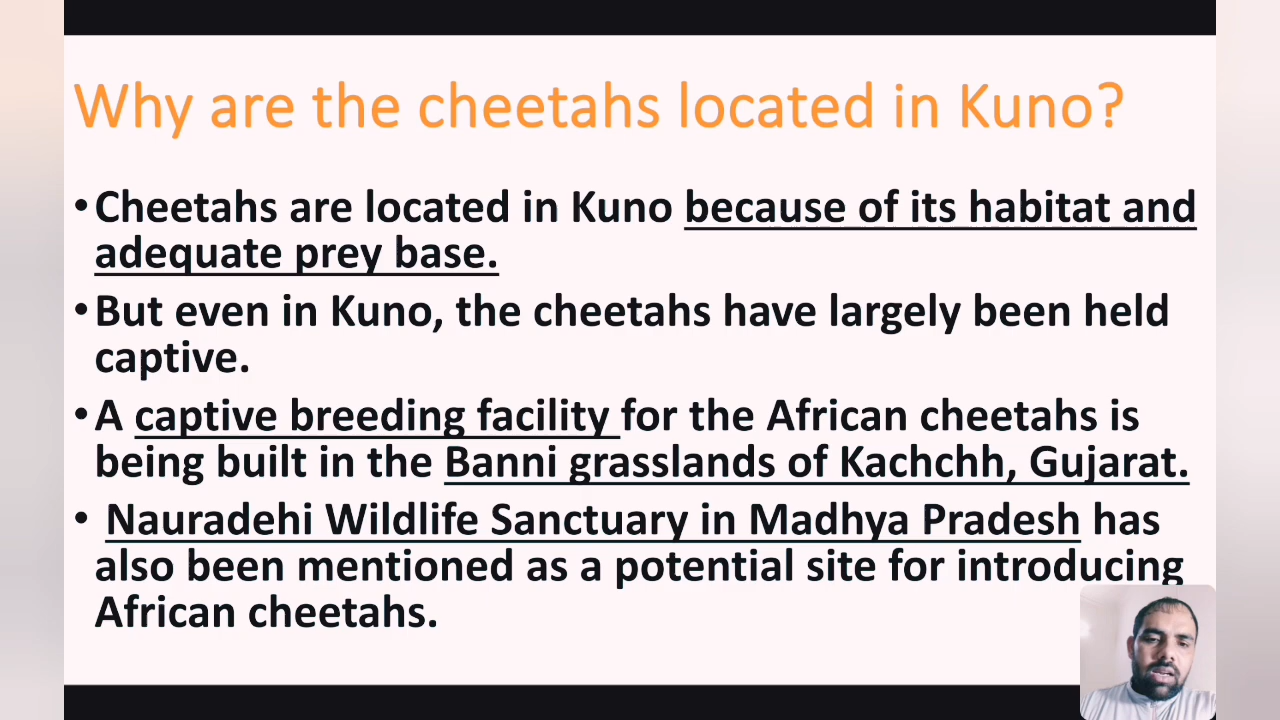 Why are the cheetahs located in Kuno?
•Cheetahs are located in Kuno because of its habitat and
adequate prey base.
•But even in Kuno, the cheetahs have largely been held
captive.
•A captive breeding facility for the African cheetahs is
being built in the Banni grasslands of Kachchh, Gujarat.
• Nauradehi Wildlife Sanctuary in Madhya Pradesh has
also been mentioned as a potential site for introducing
African cheetahs.